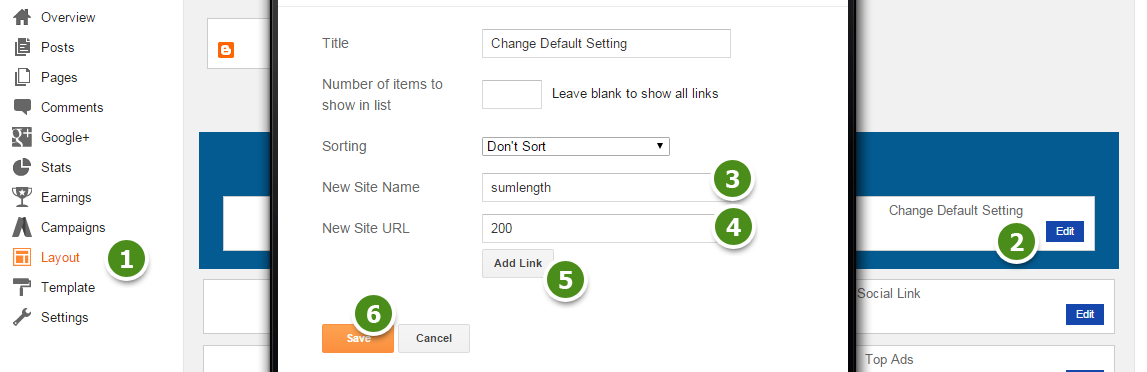 Overview
Posts
Pages
Comments
Google+
Stats
Earnings
Campaigns
Layout
1
Template
Settings
Title
Change Default Setting
Number of items to
show in list
Leave blank to show all links
Sorting
Don't Sort
New Site Name
sumlength
3
New Site URL
200
4
Add Link
5
6
Save
Cancel
Change Default Setting
2
Edit
Social Link
Edit
Top Ads
Edit